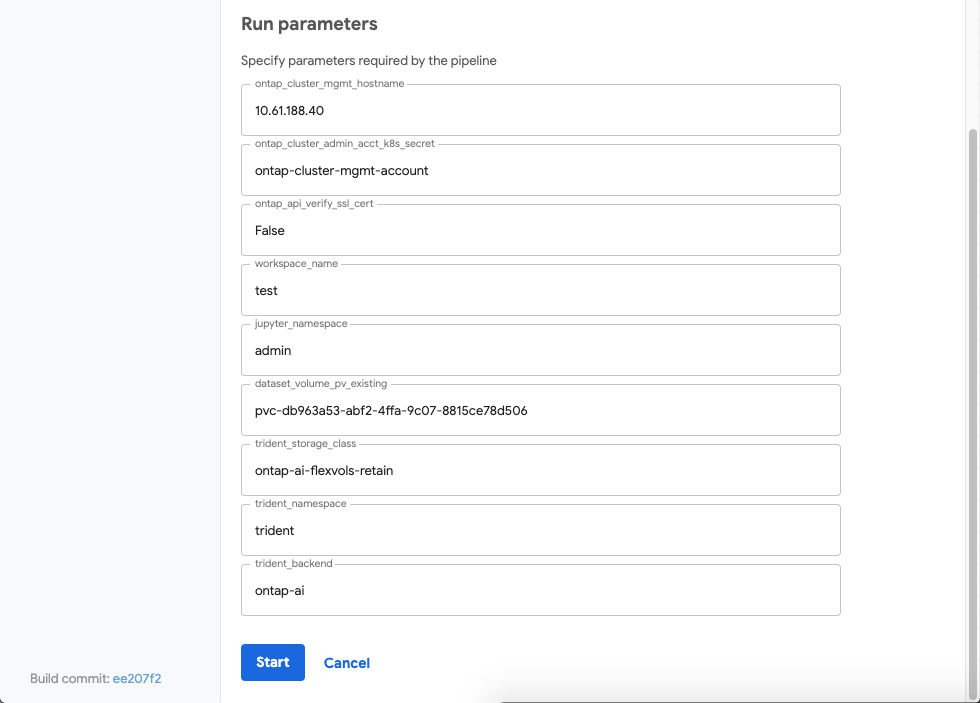 Run parameters
Specify parameters required by the pipeline
ontap_cluster_mgmt_hostname
10.61.188.40
ontap_cluster_admin_acct_k8s_secret
ontap-cluster-mgmt-account
ontap_api_verify_ssl_cert
False
workspace_name
test
jupyter_namespace
admin
dataset_volume_pv_existing
pvc-db963a53-abf2-4ffa-9c07-8815ce78d506
trident_storage_class
ontap-ai-flexvols-retain
trident_namespace
trident
trident_backend
ontap-ai
Start Cancel
Build commit: ee207f2